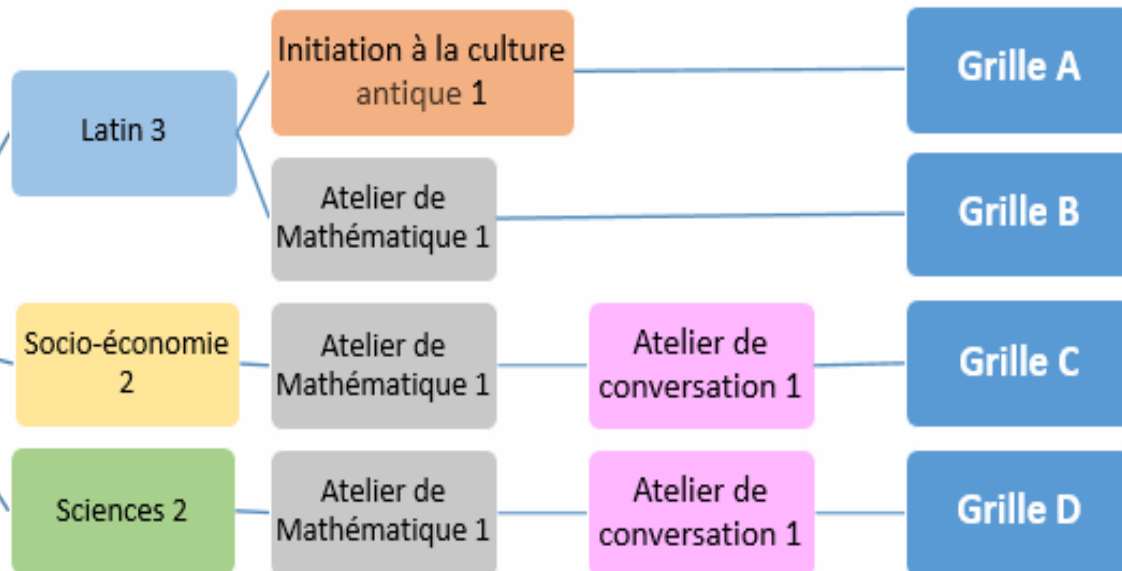 Latin 3
Initiation à la culture
antique 1
Grille A
Atelier de
Mathématique 1
Grille B
Socio-économie
2
Atelier de
Mathématique 1
Atelier de
conversation 1
Grille C
Sciences 2
Atelier de
Mathématique 1
Atelier de
conversation 1
Grille D